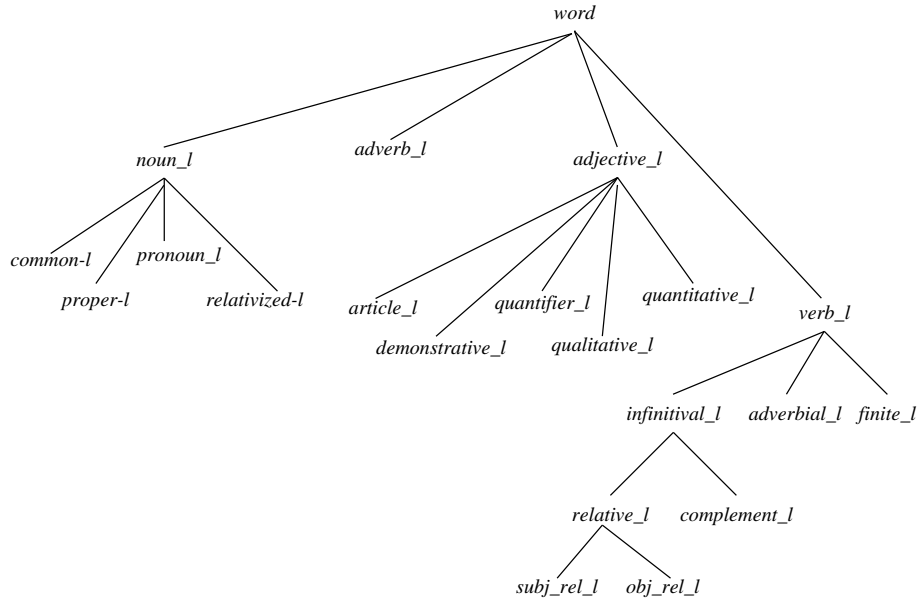 word
noun_l adverb_l adjective_l
common-l pronoun_l
proper-l relativized-l article_l quantifier_l quantitative_l verb_l
demonstrative_l qualitative_l
infinitival_l adverbial_l finite_l
relative_l complement_l
subj_rel_l obj_rel_l